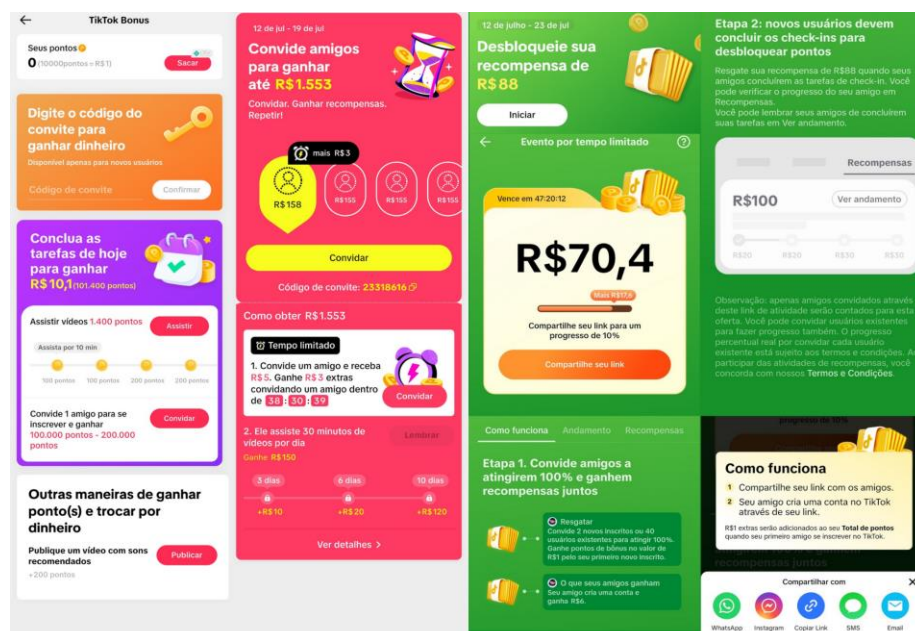 TikTok Bonus
Seus pontos
0 (10000pontos = R$1)
Sacar
Digite o código do
convite para
ganhar dinheiro
Disponível apenas para novos usuários
Código de convite
Confirmar
Conclua as
tarefas de hoje
para ganhar
R$10,1(101.400 pontos)
Assistir vídeos 1.400 pontos
Assistir
Assista por 10 min
100 pontos 100 pontos 200 pontos 200 pontos
Convide 1 amigo para se
inscrever e ganhar
100.000 pontos - 200.000
pontos
Convidar
Outras maneiras de ganhar
ponto(s) e trocar por
dinheiro
Publique um vídeo com sons
recomendados
+200 pontos
Publicar
12 de jul - 19 de jul
Convide amigos
para ganhar
até R$1.553
Convidar. Ganhar recompensas.
Repetir!
mais R$3
R$158
R$155
R$155
R$155
Convidar
Código de convite: 23318616
Como obter R$1.553
Tempo limitado
1. Convide um amigo e receba
R$5. Ganhe R$3 extras
convidando um amigo dentro
de 38:30:39
Convidar
2. Ele assiste 30 minutos de
vídeos por dia
Ganhe R$150
Lembrar
3 dias 6 dias 10 dias
+R$10 +R$20 +R$120
Ver detalhes >
12 de julho - 23 de jul
Desbloqueie sua
recompensa de
R$88
Iniciar
Evento por tempo limitado
Vence em 47:20:12
R$70,4
Mais R$17,6
Compartilhe seu link para um
progresso de 10%
Compartilhe seu link
Como funciona Andamento Recompensas
Etapa 1. Convide amigos a
atingirem 100% e ganhem
recompensas juntos
Resgatar
Convide 2 novos inscritos ou 40
usuários existentes para atingir 100%.
Ganhe pontos de bônus no valor de
R$1 pelo seu primeiro novo inscrito.
O que seus amigos ganham
Seu amigo cria uma conta e
ganha R$6.
Etapa 2: novos usuários devem
concluir os check-ins para
desbloquear pontos
Resgate sua recompensa de R$88 quando seus
amigos concluírem as tarefas de check-in. Você
pode verificar o progresso do seu amigo em
Recompensas.
Você pode lembrar seus amigos de concluírem
suas tarefas em Ver andamento.
Recompensas
R$100
Ver andamento
R$20 R$20 R$30 R$30
Observação: apenas amigos convidados através
deste link de atividade serão contados para esta
oferta. Você pode convidar usuários existentes
para fazer progresso também. O progresso
percentual real por convidar cada usuário
existente está sujeito aos termos e condições. Ao
participar das atividades de recompensas, você
concorda com nossos Termos e Condições.
progresso de 10%
Como funciona
1 Compartilhe seu link com os amigos.
2 Seu amigo cria uma conta no TikTok
através de seu link.
R$1 extras serão adicionados ao seu Total de pontos
quando seu primeiro amigo se inscrever no TikTok.
recompensas juntos
Compartilhar com X
WhatsApp Instagram Copiar Link SMS Email